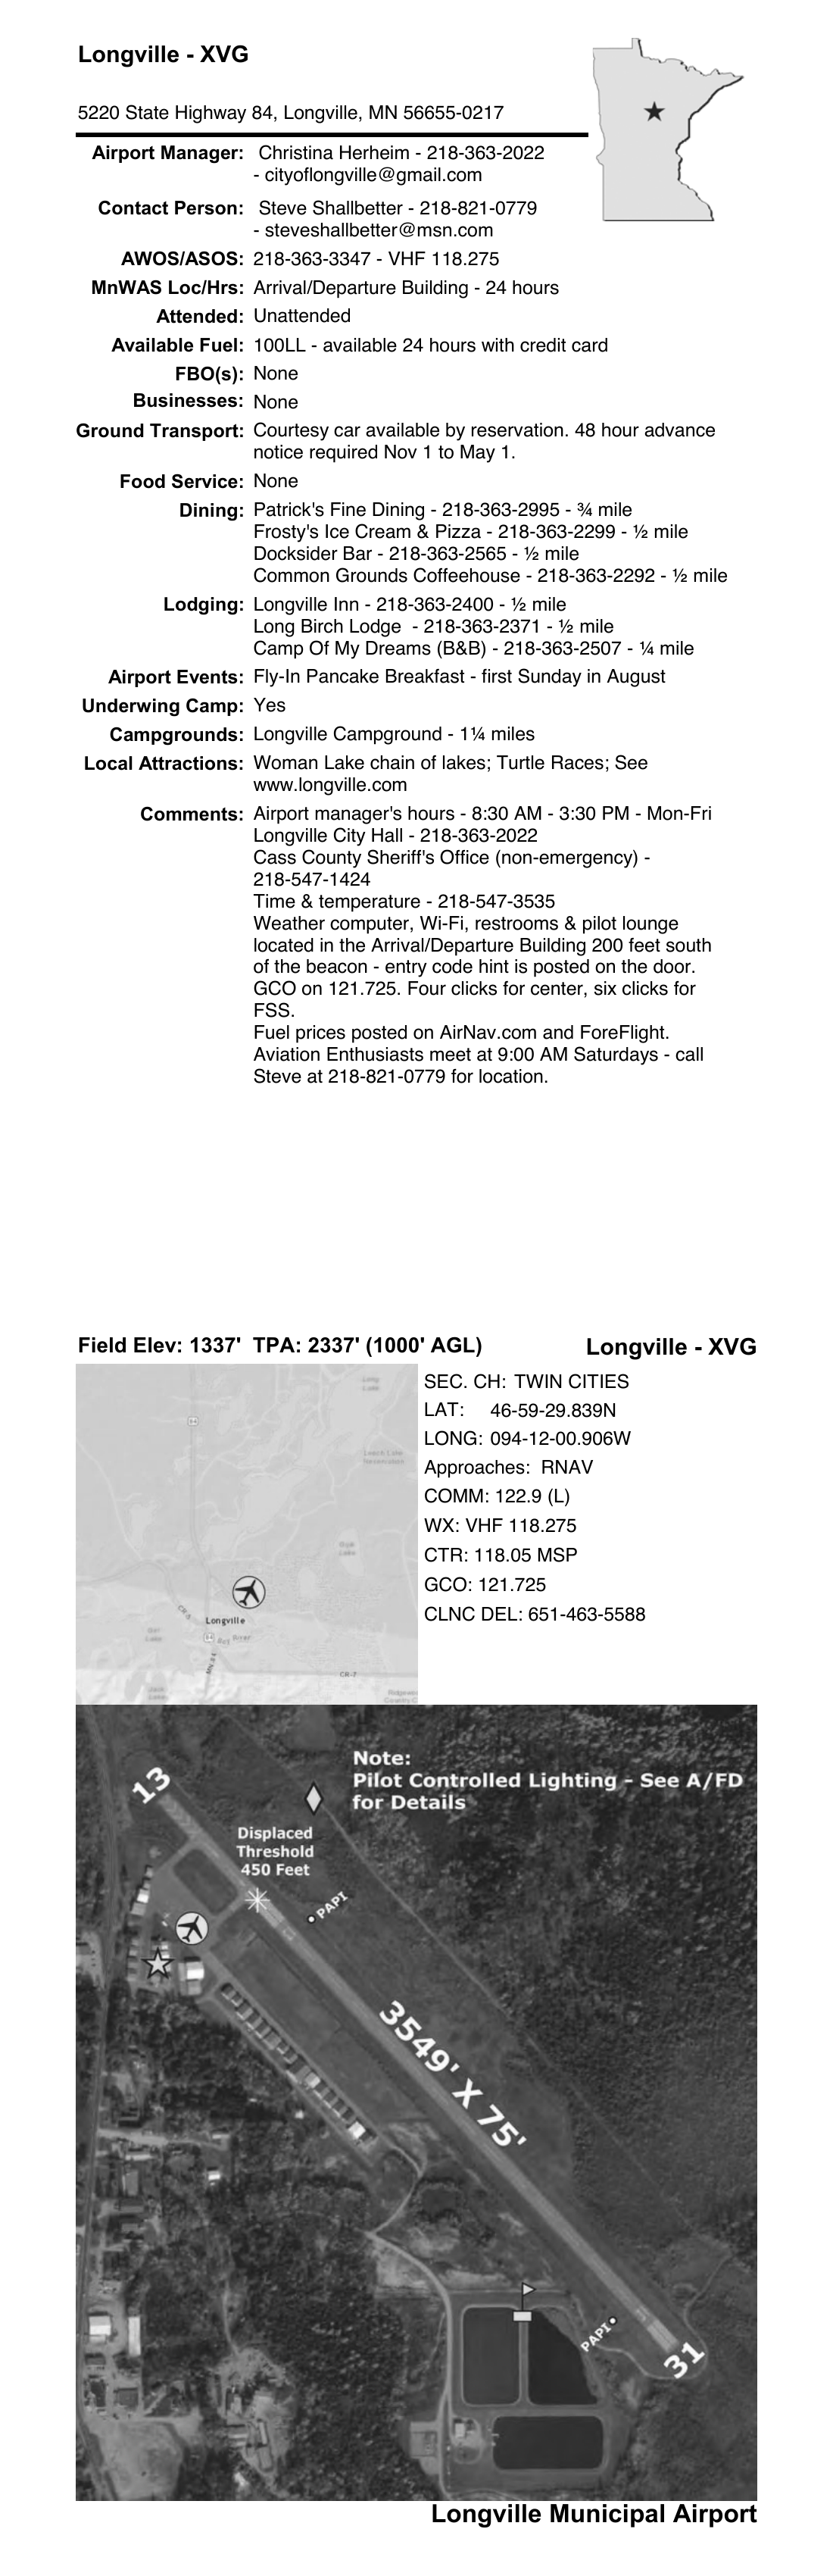 Longville - XVG
5220 State Highway 84, Longville, MN 56655-0217
Airport Manager: Christina Herheim - 218-363-2022
- cityoflongville@gmail.com
Contact Person: Steve Shallbetter - 218-821-0779
- steveshallbetter@msn.com
AWOS/ASOS: 218-363-3347 - VHF 118.275
MnWAS Loc/Hrs: Arrival/Departure Building - 24 hours
Attended: Unattended
Available Fuel: 100LL - available 24 hours with credit card
FBO(s): None
Businesses: None
Ground Transport: Courtesy car available by reservation. 48 hour advance
notice required Nov 1 to May 1.
Food Service: None
Dining: Patrick's Fine Dining - 218-363-2995 - ¾ mile
Frosty's Ice Cream & Pizza - 218-363-2299 - ½ mile
Docksider Bar - 218-363-2565 - ½ mile
Common Grounds Coffeehouse - 218-363-2292 - ½ mile
Lodging: Longville Inn - 218-363-2400 - ½ mile
Long Birch Lodge - 218-363-2371 - ½ mile
Camp Of My Dreams (B&B) - 218-363-2507 - ¼ mile
Airport Events: Fly-In Pancake Breakfast - first Sunday in August
Underwing Camp: Yes
Campgrounds: Longville Campground - 1¼ miles
Local Attractions: Woman Lake chain of lakes; Turtle Races; See
www.longville.com
Comments: Airport manager's hours - 8:30 AM - 3:30 PM - Mon-Fri
Longville City Hall - 218-363-2022
Cass County Sheriff's Office (non-emergency) -
218-547-1424
Time & temperature - 218-547-3535
Weather computer, Wi-Fi, restrooms & pilot lounge
located in the Arrival/Departure Building 200 feet south
of the beacon - entry code hint is posted on the door.
GCO on 121.725. Four clicks for center, six clicks for
FSS.
Fuel prices posted on AirNav.com and ForeFlight.
Aviation Enthusiasts meet at 9:00 AM Saturdays - call
Steve at 218-821-0779 for location.
Field Elev: 1337' TPA: 2337' (1000' AGL)
Longville - XVG
SEC. CH: TWIN CITIES
LAT: 46-59-29.839N
LONG: 094-12-00.906W
Approaches: RNAV
COMM: 122.9 (L)
WX: VHF 118.275
CTR: 118.05 MSP
GCO: 121.725
CLNC DEL: 651-463-5588
Long
Lake
Leech Lake
Lake
CR-5
Longville
Boy River
MN 84
CR-7
Note:
Pilot Controlled Lighting - See A/FD
for Details
13
Displaced
Threshold
450 Feet
PAPI
3549' X 75'
PAPI
31
Longville Municipal Airport